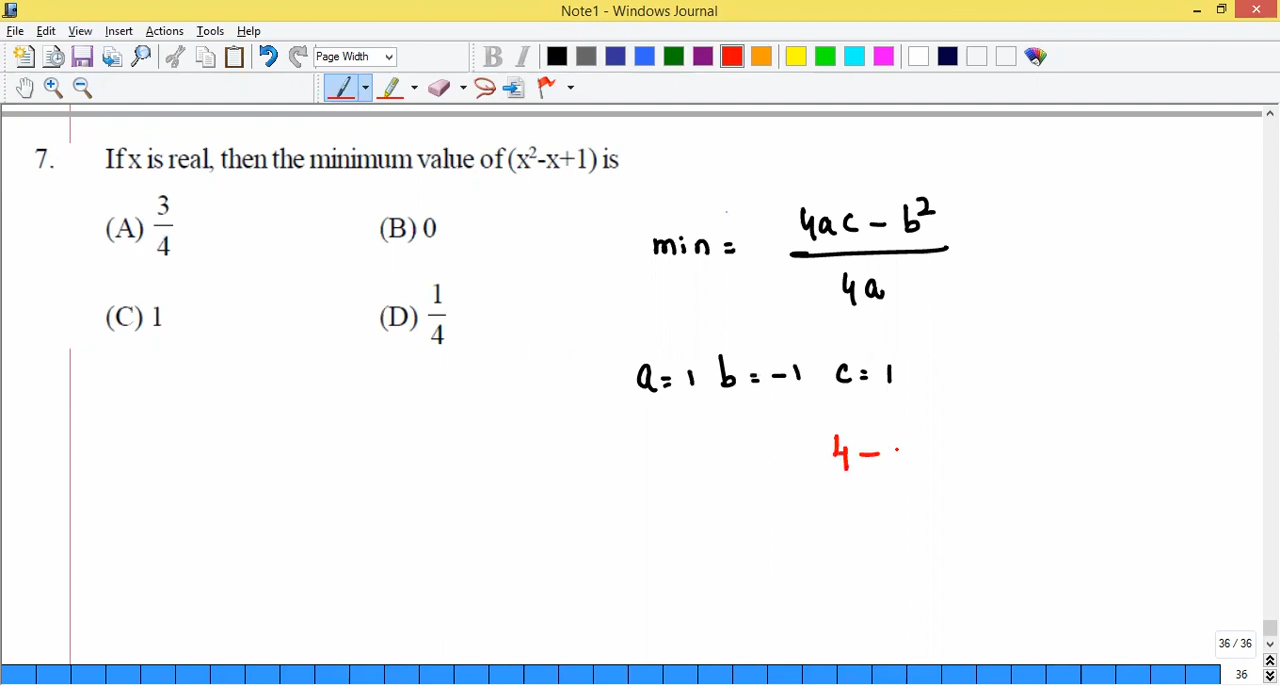 Note1 - Windows Journal
File Edit View Insert Actions Tools Help
Page Width
B I
7. If x is real, then the minimum value of (x²-x+1) is
(A) 3/4 (B) 0
(C) 1 (D) 1/4
min = 4ac - b² / 4a
a = 1 b = -1 c = 1
4 -
36 / 36
36